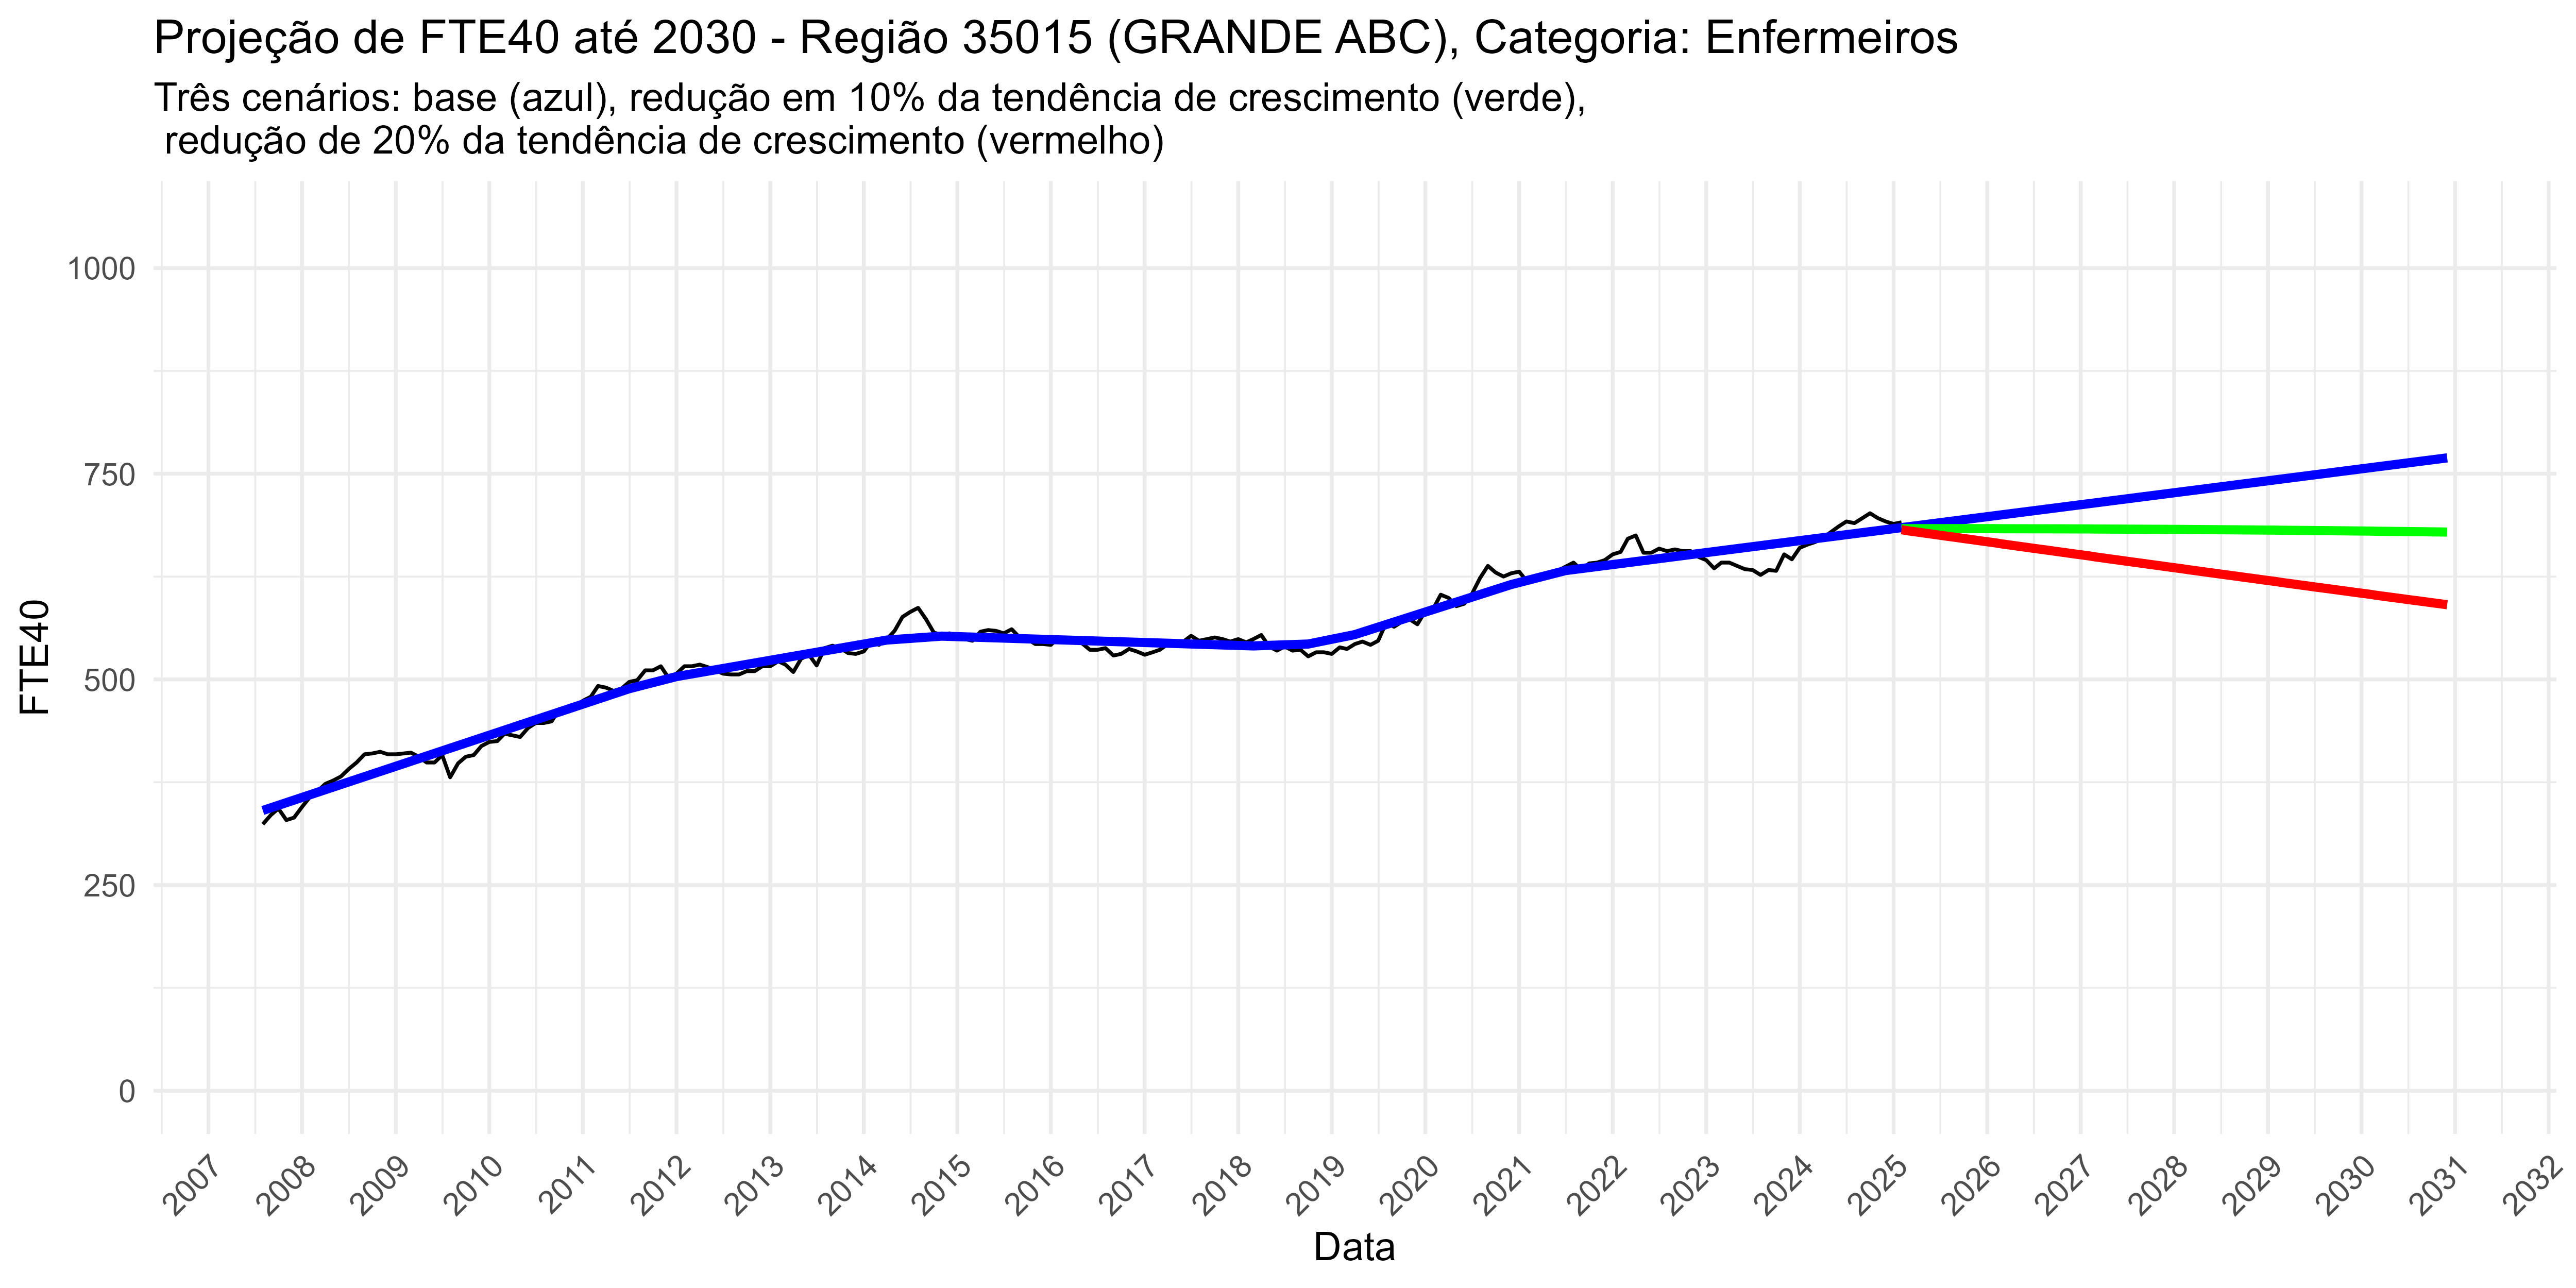 Projeção de FTE40 até 2030 - Região 35015 (GRANDE ABC), Categoria: Enfermeiros
Três cenários: base (azul), redução em 10% da tendência de crescimento (verde),
redução de 20% da tendência de crescimento (vermelho)
FTE40
1000
750
500
250
0
2007 2008 2009 2010 2011 2012 2013 2014 2015 2016 2017 2018 2019 2020 2021 2022 2023 2024 2025 2026 2027 2028 2029 2030 2031 2032
Data